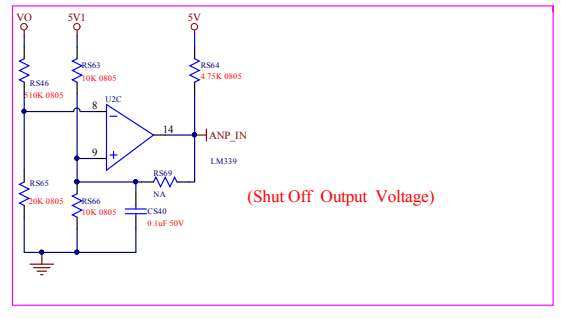 VO
5V1
5V
RS63
10K 0805
RS64
4.75K 0805
RS46
510K 0805
U2C
8
14
ANP_IN
9
LM339
RS69
NA
RS65
20K 0805
RS66
10K 0805
CS40
0.1uF 50V
(Shut Off Output Voltage)